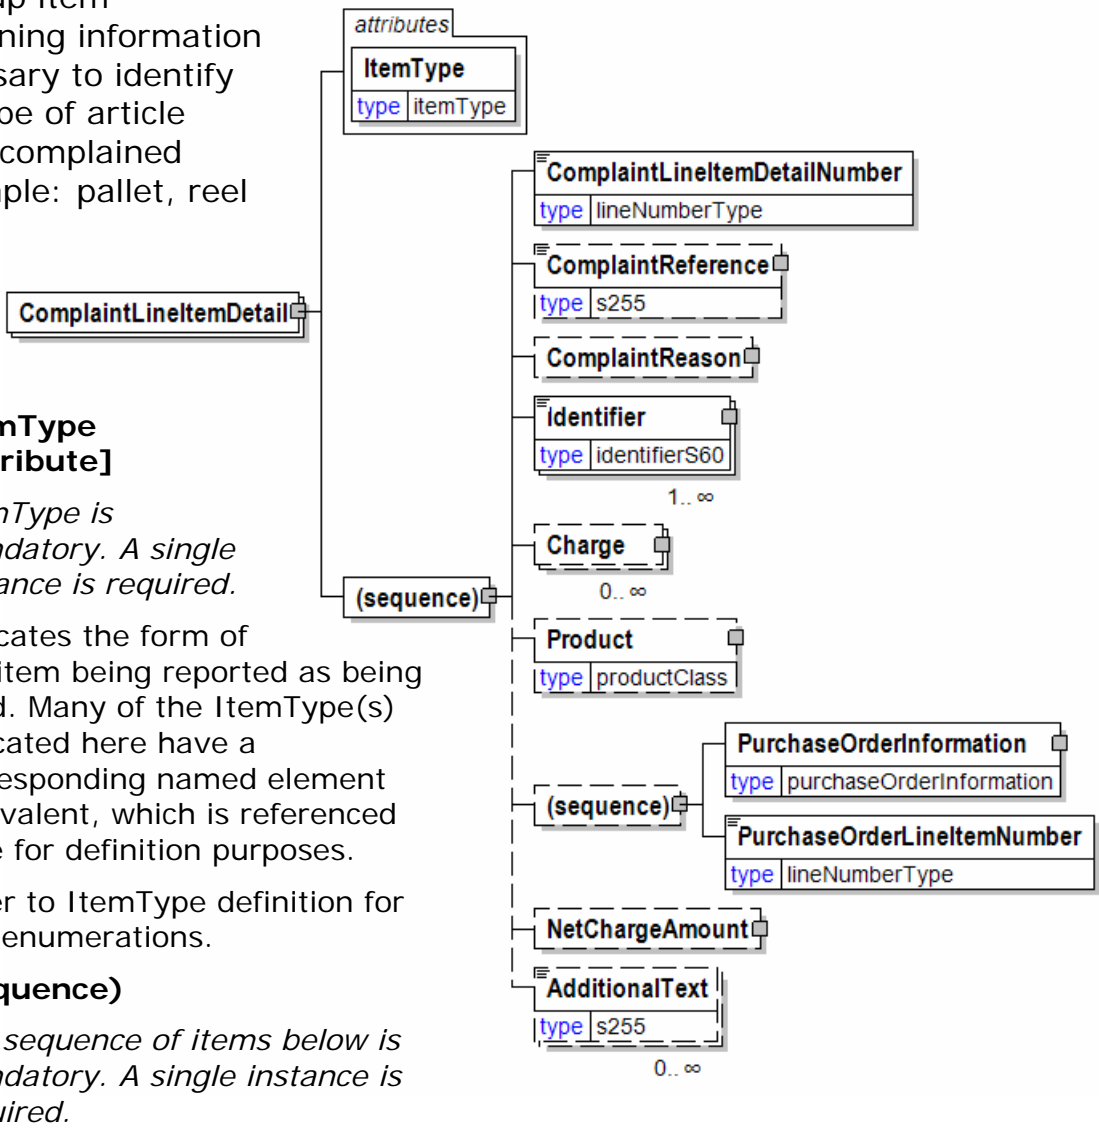 ning information
sary to identify
pe of article
complained
ple: pallet, reel
attributes
ItemType
type itemType
ComplaintLineItemDetail
(sequence)
ComplaintLineItemDetailNumber
type lineNumberType
ComplaintReference
type s255
ComplaintReason
Identifier
type identifierS60
1.. ∞
Charge
0.. ∞
Product
type productClass
(sequence)
PurchaseOrderInformation
type purchaseOrderInformation
PurchaseOrderLineItemNumber
type lineNumberType
NetChargeAmount
AdditionalText
type s255
0.. ∞
mType
ribute]
mType is
ndatory. A single
ance is required.
cates the form of
item being reported as being
d. Many of the ItemType(s)
cated here have a
responding named element
valent, which is referenced
e for definition purposes.
er to ItemType definition for
enumerations.
quence)
sequence of items below is
ndatory. A single instance is
uired.